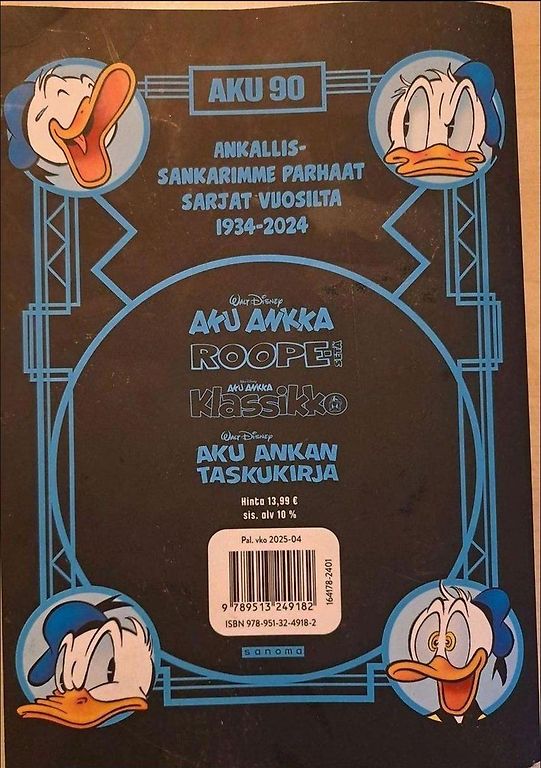 AKU 90
ANKALLIS-
SANKARIMME PARHAAT
SARJAT VUOSILTA
1934-2024
WALT DISNEY
AKU ANKKA
ROOPE-SETÄ
AKU ANKKA
Klassikko
WALT DISNEY
AKU ANKAN
TASKUKIRJA
Hinta 13,99 €
sis. alv 10 %
Pal. vko 2025-04
9 789513 249182
164178-2401
ISBN 978-951-32-4918-2
sanoma